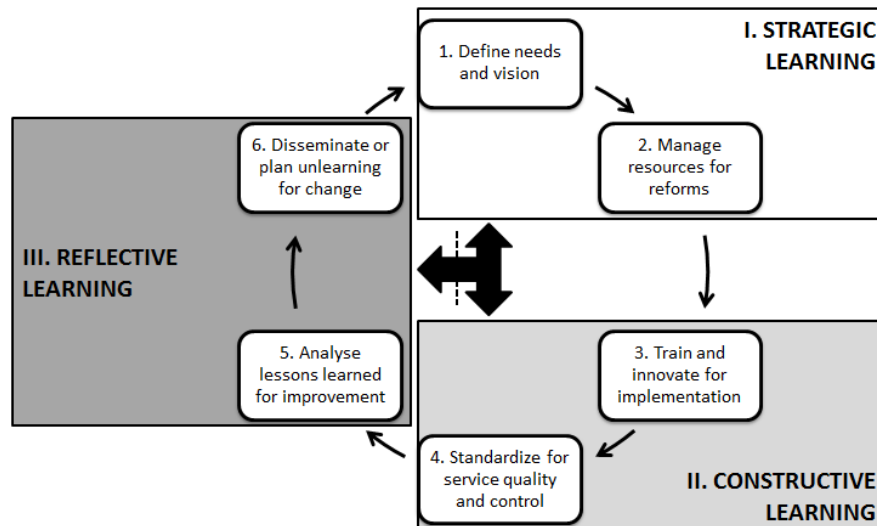 I. STRATEGIC
LEARNING
1. Define needs
and vision
2. Manage
resources for
reforms
3. Train and
innovate for
implementation
II. CONSTRUCTIVE
LEARNING
4. Standardize for
service quality
and control
5. Analyse
lessons learned
for improvement
III. REFLECTIVE
LEARNING
6. Disseminate or
plan unlearning
for change